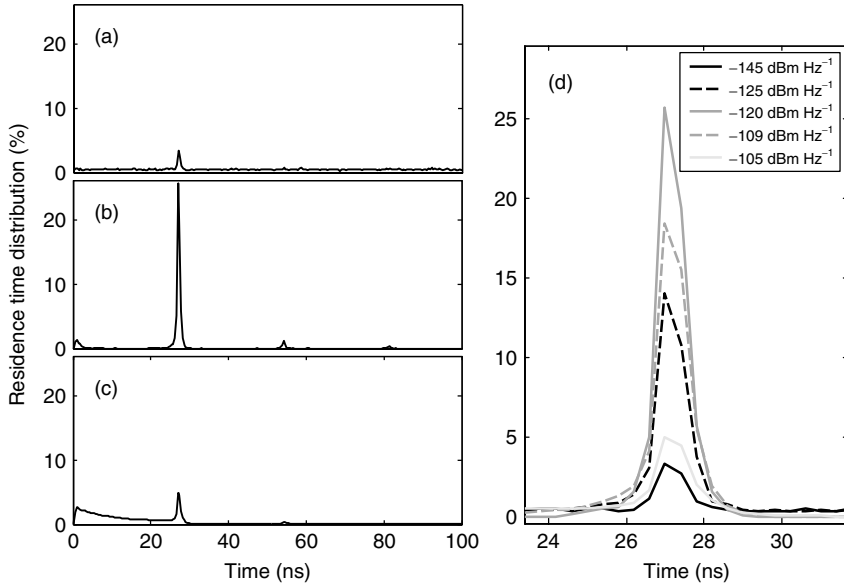 Residence time distribution (%)
(a)
20
10
0
(b)
20
10
0
(c)
20
10
0
0 20 40 60 80 100
Time (ns)
(d)
−145 dBm Hz⁻¹
−125 dBm Hz⁻¹
−120 dBm Hz⁻¹
−109 dBm Hz⁻¹
−105 dBm Hz⁻¹
25
20
15
10
5
0
24 26 28 30
Time (ns)